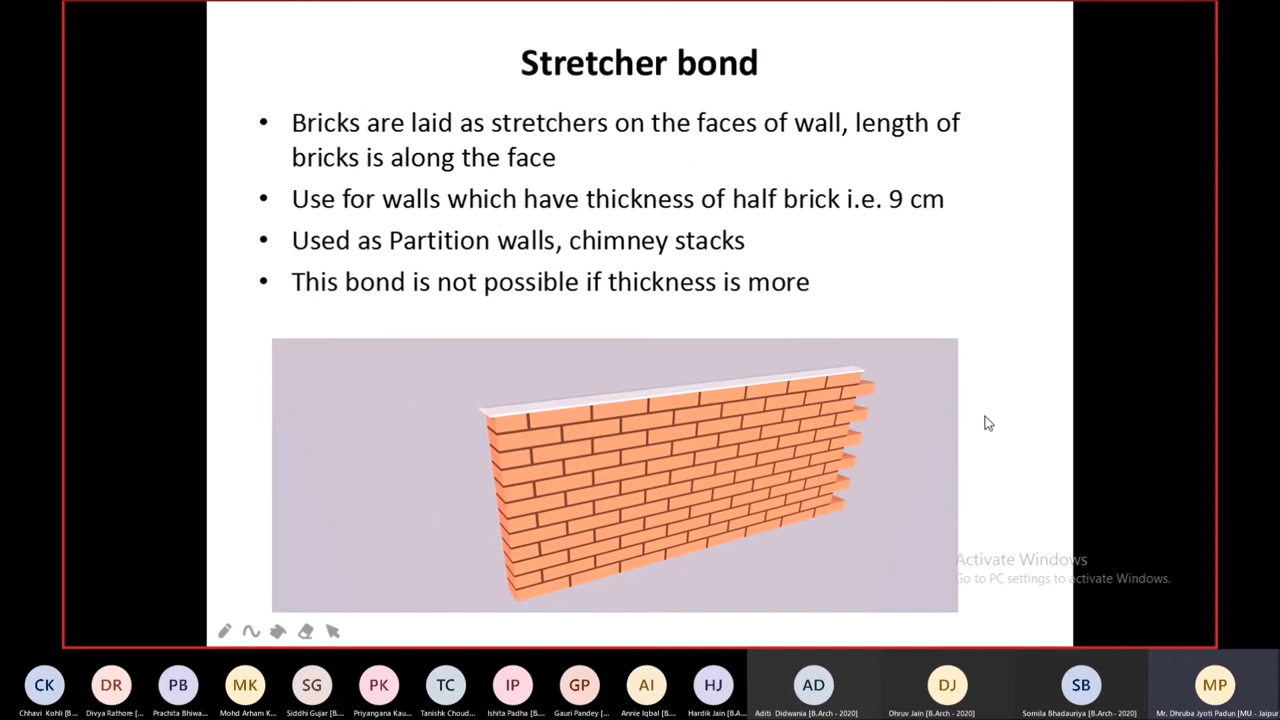 Stretcher bond
• Bricks are laid as stretchers on the faces of wall, length of
bricks is along the face
• Use for walls which have thickness of half brick i.e. 9 cm
• Used as Partition walls, chimney stacks
• This bond is not possible if thickness is more
Activate Windows
Go to PC settings to activate Windows.
CK DR PB MK SG PK TC IP GP AI HJ AD DJ SB MP
Chhavi Kohli [B... Divya Rathore [... Prachita Bhiwa... Mohd Arham K... Siddhi Gujar [B... Priyangana Kau... Tanishk Choud... Ishita Padha [B... Gauri Pandey [... Annie Iqbal [B... Hardik Jain [B.A... Aditi Didwania [B.Arch - 2020] Dhruv Jain [B.Arch - 2020] Somila Bhadauriya [B.Arch - 2020] Mr. Dhruba Jyoti Padun [MU - Jaipur